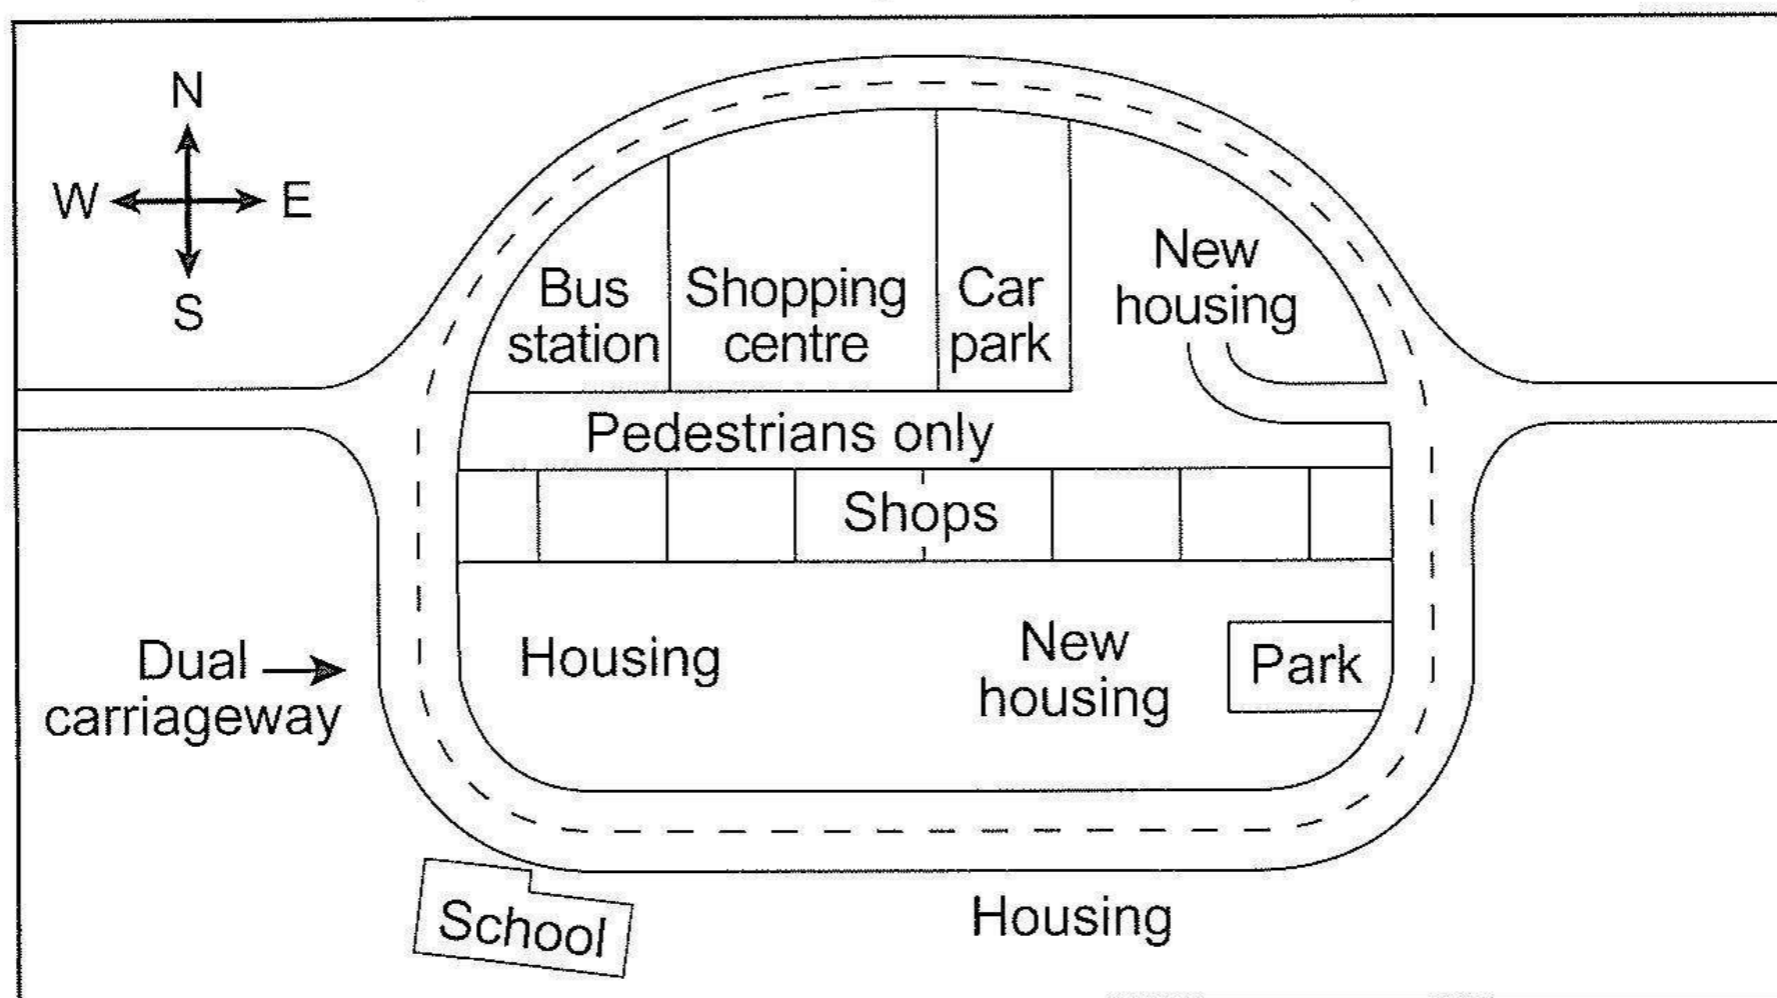 N
W
E
S
Bus
station
Shopping
centre
Car
park
New
housing
Pedestrians only
Shops
Dual
carriageway
Housing
New
housing
Park
School
Housing